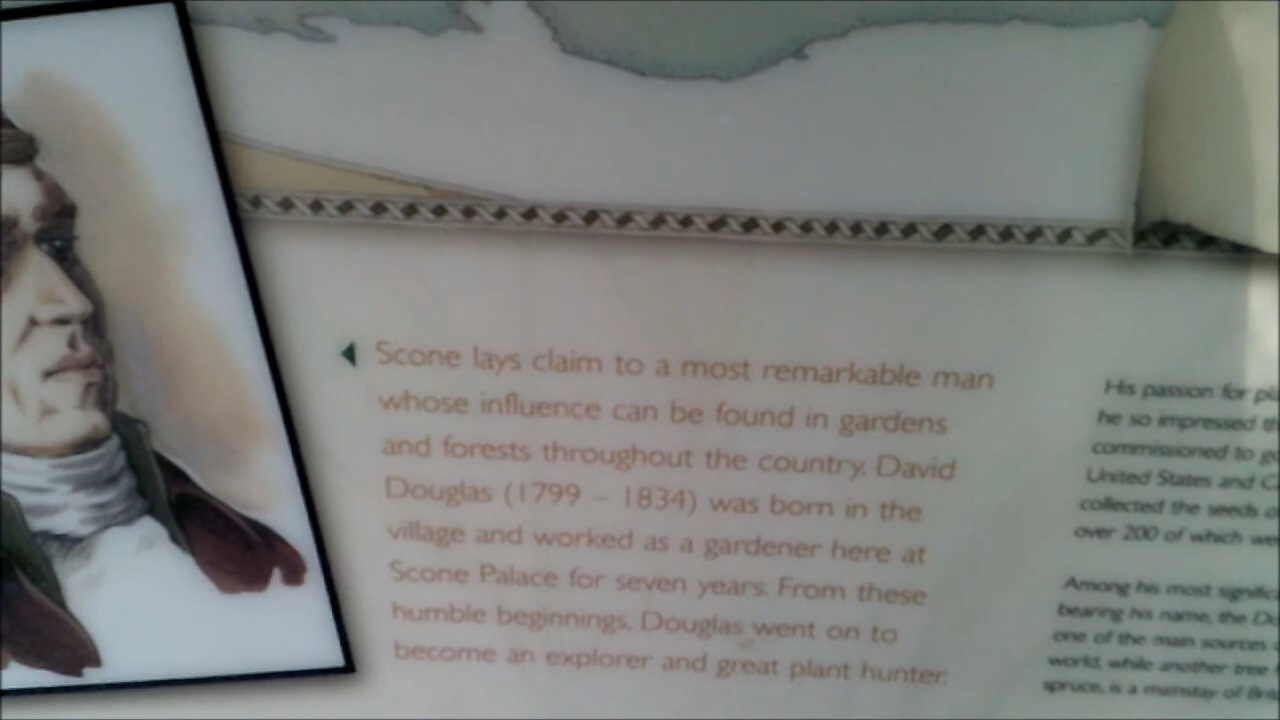 Scone lays claim to a most remarkable man
whose influence can be found in gardens
and forests throughout the country. David
Douglas (1799 – 1834) was born in the
village and worked as a gardener here at
Scone Palace for seven years. From these
humble beginnings, Douglas went on to
become an explorer and great plant hunter.
His passion for
he so impressed
commissioned to
United States and
collected the seeds
over 200 of which
Among his most
bearing his name, the
one of the main sources
world, while another tree
spruce, is a mainstay of